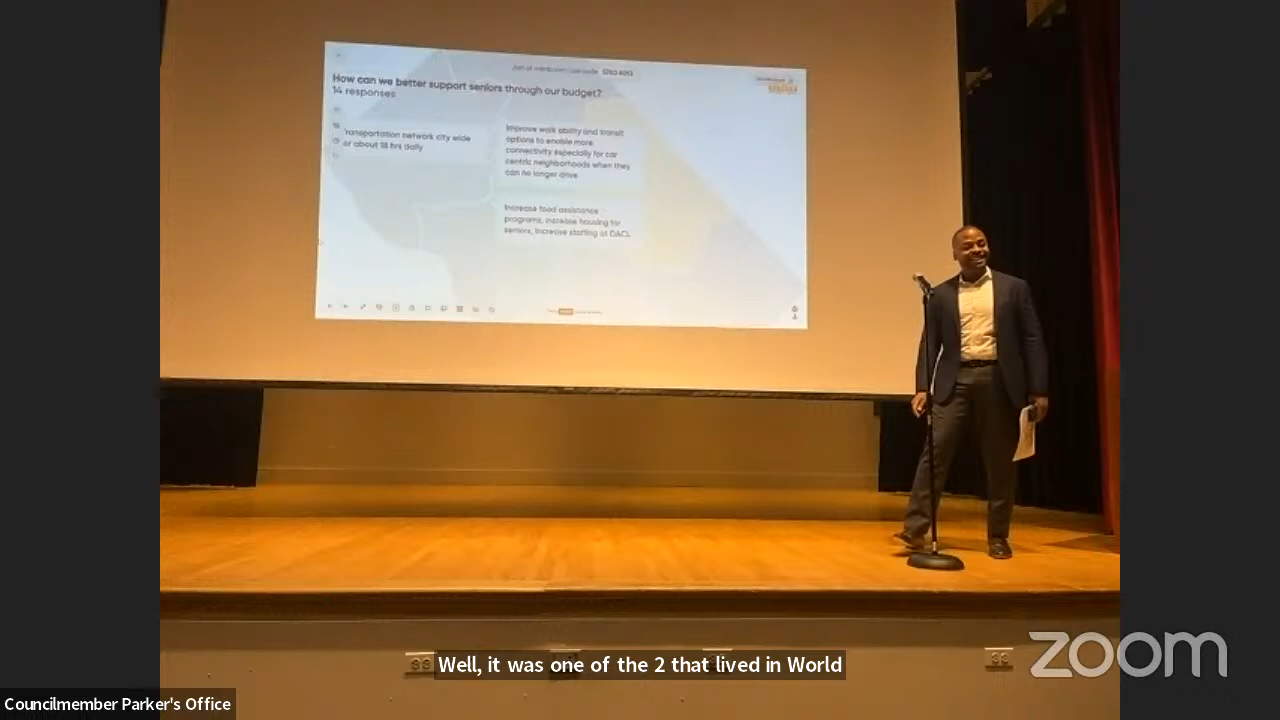 How can we better support seniors through our budget?
14 responses
ransportation network city wide
or about 18 hrs daily
Improve walk ability and transit
options to enable more
connectivity especially for car
centric neighborhoods when they
can no longer drive
Increase food assistance
programs, increase housing for
seniors, increase staffing at DACL
Well, it was one of the 2 that lived in World
zoom
Councilmember Parker's Office